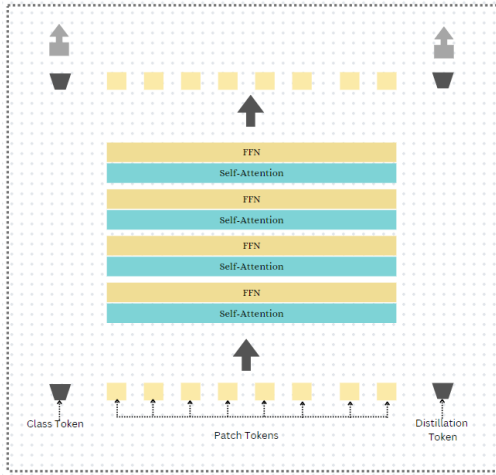 FFN
Self-Attention
FFN
Self-Attention
FFN
Self-Attention
FFN
Self-Attention
Class Token
Patch Tokens
Distillation
Token